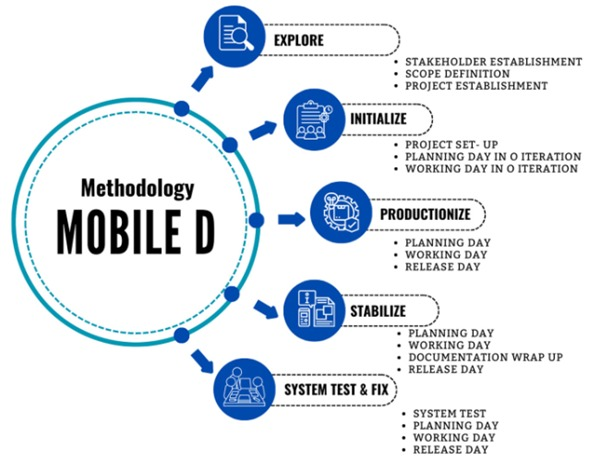 Methodology
MOBILE D
EXPLORE
• STAKEHOLDER ESTABLISHMENT
• SCOPE DEFINITION
• PROJECT ESTABLISHMENT
INITIALIZE
• PROJECT SET- UP
• PLANNING DAY IN O ITERATION
• WORKING DAY IN O ITERATION
PRODUCTIONIZE
• PLANNING DAY
• WORKING DAY
• RELEASE DAY
STABILIZE
• PLANNING DAY
• WORKING DAY
• DOCUMENTATION WRAP UP
• RELEASE DAY
SYSTEM TEST & FIX
• SYSTEM TEST
• PLANNING DAY
• WORKING DAY
• RELEASE DAY